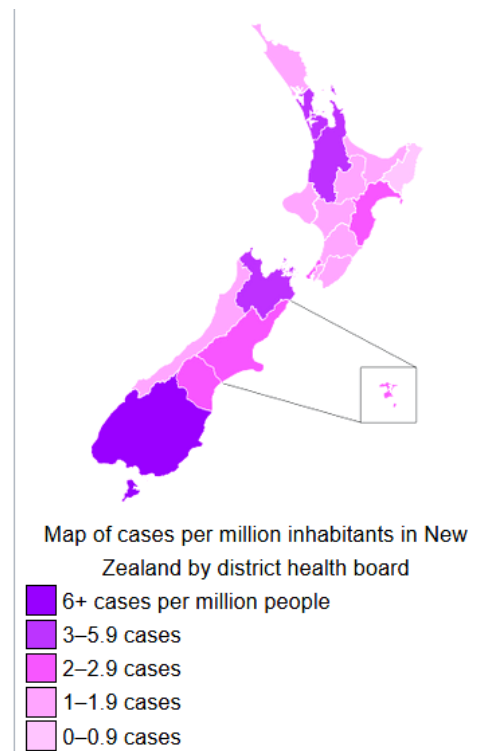 Map of cases per million inhabitants in New
Zealand by district health board
6+ cases per million people
3–5.9 cases
2–2.9 cases
1–1.9 cases
0–0.9 cases